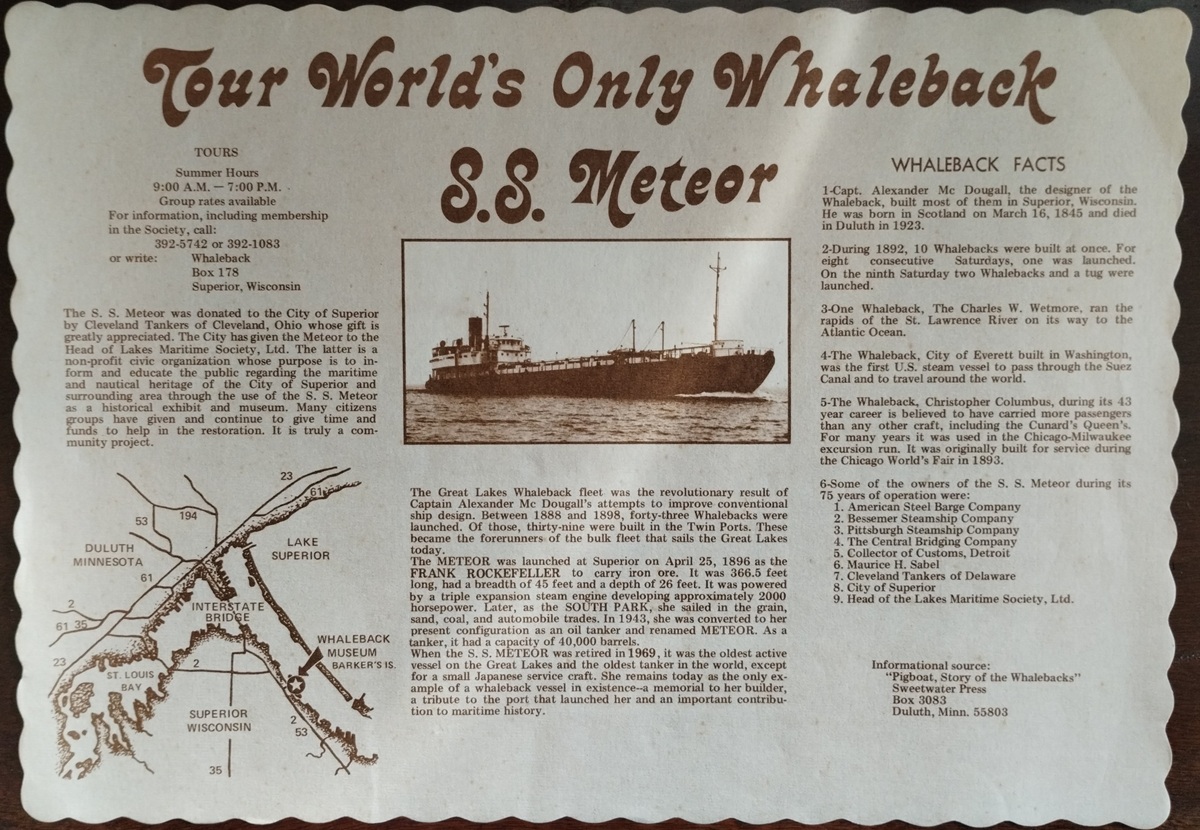 Tour World's Only Whaleback
S.S. Meteor
TOURS
Summer Hours
9:00 A.M. — 7:00 P.M.
Group rates available
For information, including membership
in the Society, call:
392-5742 or 392-1083
or write: Whaleback
Box 178
Superior, Wisconsin
The S. S. Meteor was donated to the City of Superior
by Cleveland Tankers of Cleveland, Ohio whose gift is
greatly appreciated. The City has given the Meteor to the
Head of Lakes Maritime Society, Ltd. The latter is a
non-profit civic organization whose purpose is to in-
form and educate the public regarding the maritime
and nautical heritage of the City of Superior and
surrounding area through the use of the S. S. Meteor
as a historical exhibit and museum. Many citizens
groups have given and continue to give time and
funds to help in the restoration. It is truly a com-
munity project.
23
61
53
194
DULUTH
MINNESOTA
LAKE
SUPERIOR
61
2
61 35
INTERSTATE
BRIDGE
23
2
ST. LOUIS
BAY
WHALEBACK
MUSEUM
BARKER'S IS.
SUPERIOR
WISCONSIN
2
53
35
The Great Lakes Whaleback fleet was the revolutionary result of
Captain Alexander Mc Dougall's attempts to improve conventional
ship design. Between 1888 and 1898, forty-three Whalebacks were
launched. Of those, thirty-nine were built in the Twin Ports. These
became the forerunners of the bulk fleet that sails the Great Lakes
today.
The METEOR was launched at Superior on April 25, 1896 as the
FRANK ROCKEFELLER to carry iron ore. It was 366.5 feet
long, had a breadth of 45 feet and a depth of 26 feet. It was powered
by a triple expansion steam engine developing approximately 2000
horsepower. Later, as the SOUTH PARK, she sailed in the grain,
sand, coal, and automobile trades. In 1943, she was converted to her
present configuration as an oil tanker and renamed METEOR. As a
tanker, it had a capacity of 40,000 barrels.
When the S. S. METEOR was retired in 1969, it was the oldest active
vessel on the Great Lakes and the oldest tanker in the world, except
for a small Japanese service craft. She remains today as the only ex-
ample of a whaleback vessel in existence--a memorial to her builder,
a tribute to the port that launched her and an important contribu-
tion to maritime history.
WHALEBACK FACTS
1-Capt. Alexander Mc Dougall, the designer of the
Whaleback, built most of them in Superior, Wisconsin.
He was born in Scotland on March 16, 1845 and died
in Duluth in 1923.
2-During 1892, 10 Whalebacks were built at once. For
eight consecutive Saturdays, one was launched.
On the ninth Saturday two Whalebacks and a tug were
launched.
3-One Whaleback, The Charles W. Wetmore, ran the
rapids of the St. Lawrence River on its way to the
Atlantic Ocean.
4-The Whaleback, City of Everett built in Washington,
was the first U.S. steam vessel to pass through the Suez
Canal and to travel around the world.
5-The Whaleback, Christopher Columbus, during its 43
year career is believed to have carried more passengers
than any other craft, including the Cunard's Queen's.
For many years it was used in the Chicago-Milwaukee
excursion run. It was originally built for service during
the Chicago World's Fair in 1893.
6-Some of the owners of the S. S. Meteor during its
75 years of operation were:
1. American Steel Barge Company
2. Bessemer Steamship Company
3. Pittsburgh Steamship Company
4. The Central Bridging Company
5. Collector of Customs, Detroit
6. Maurice H. Sabel
7. Cleveland Tankers of Delaware
8. City of Superior
9. Head of the Lakes Maritime Society, Ltd.
Informational source:
"Pigboat, Story of the Whalebacks"
Sweetwater Press
Box 3083
Duluth, Minn. 55803